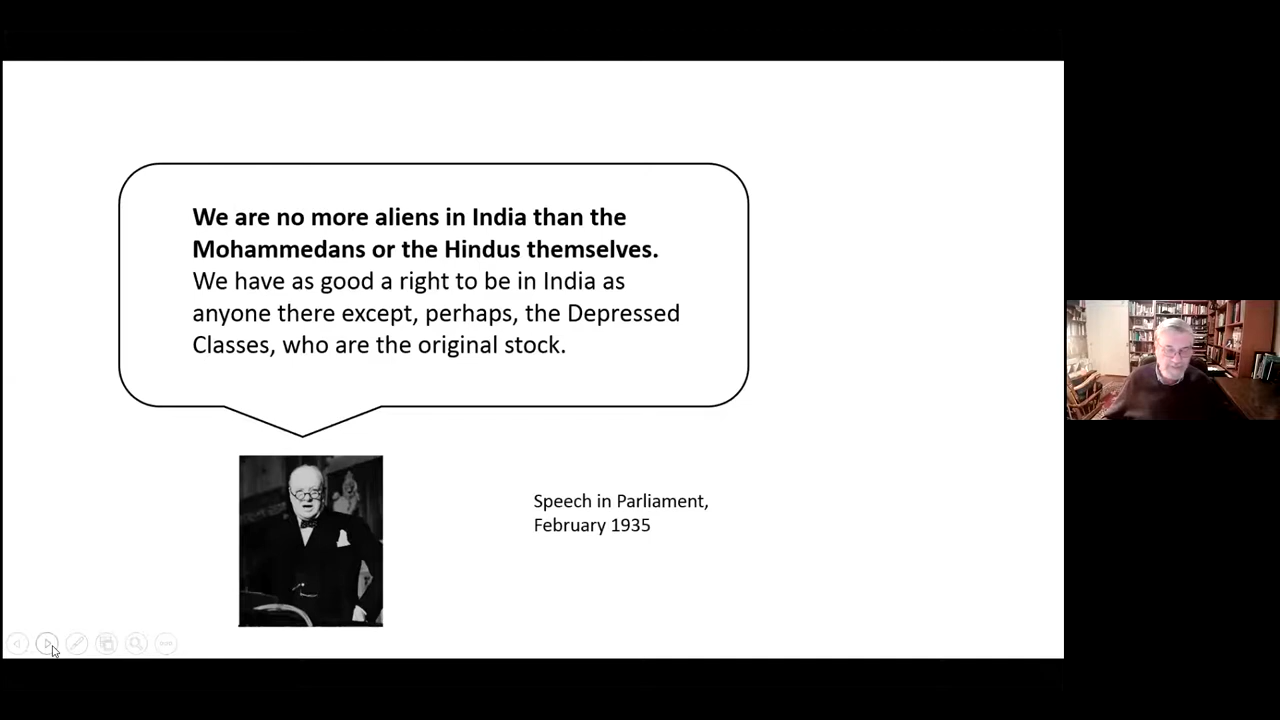 We are no more aliens in India than the
Mohammedans or the Hindus themselves.
We have as good a right to be in India as
anyone there except, perhaps, the Depressed
Classes, who are the original stock.
Speech in Parliament,
February 1935